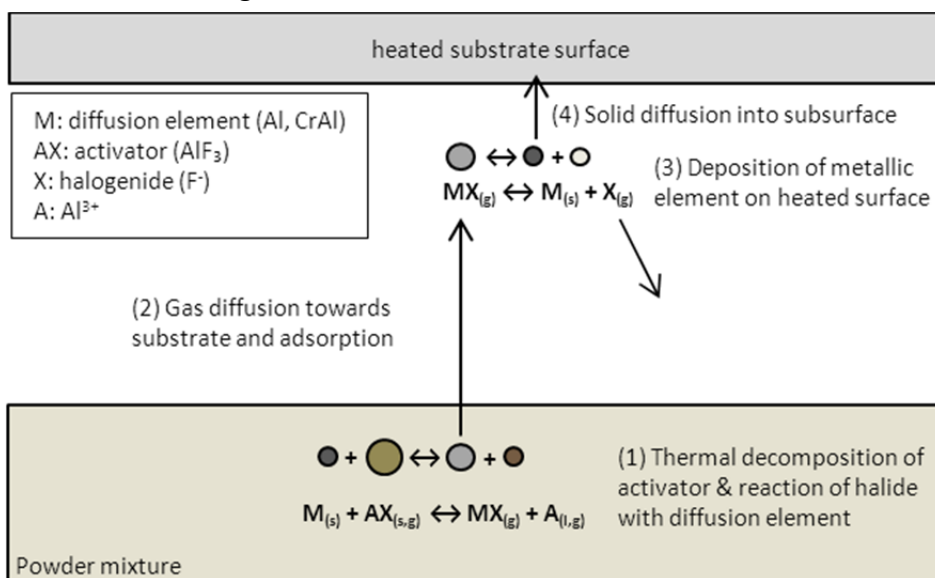 heated substrate surface
M: diffusion element (Al, CrAl)
AX: activator (AlF₃)
X: halogenide (F⁻)
A: Al³⁺
(4) Solid diffusion into subsurface
↔ +
MX(g) ↔ M(s) + X(g)
(3) Deposition of metallic
element on heated surface
(2) Gas diffusion towards
substrate and adsorption
+ ↔ +
M(s) + AX(s,g) ↔ MX(g) + A(l,g)
(1) Thermal decomposition of
activator & reaction of halide
with diffusion element
Powder mixture